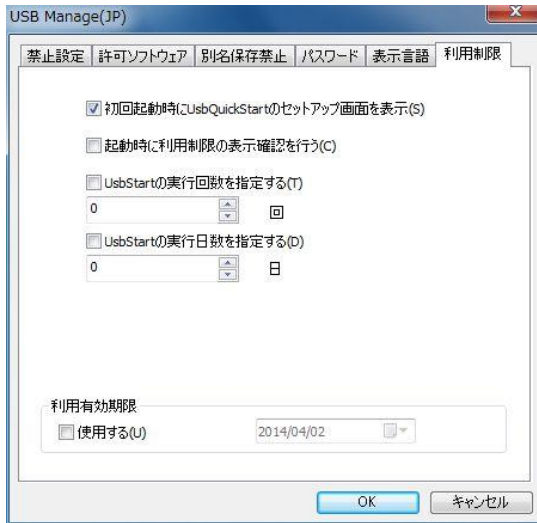 USB Manage(JP)
禁止設定 許可ソフトウェア 別名保存禁止 パスワード 表示言語 利用制限
初回起動時にUsbQuickStartのセットアップ画面を表示(S)
起動時に利用制限の表示確認を行う(C)
UsbStartの実行回数を指定する(T)
0 回
UsbStartの実行日数を指定する(D)
0 日
利用有効期限
使用する(U) 2014/04/02
OK キャンセル